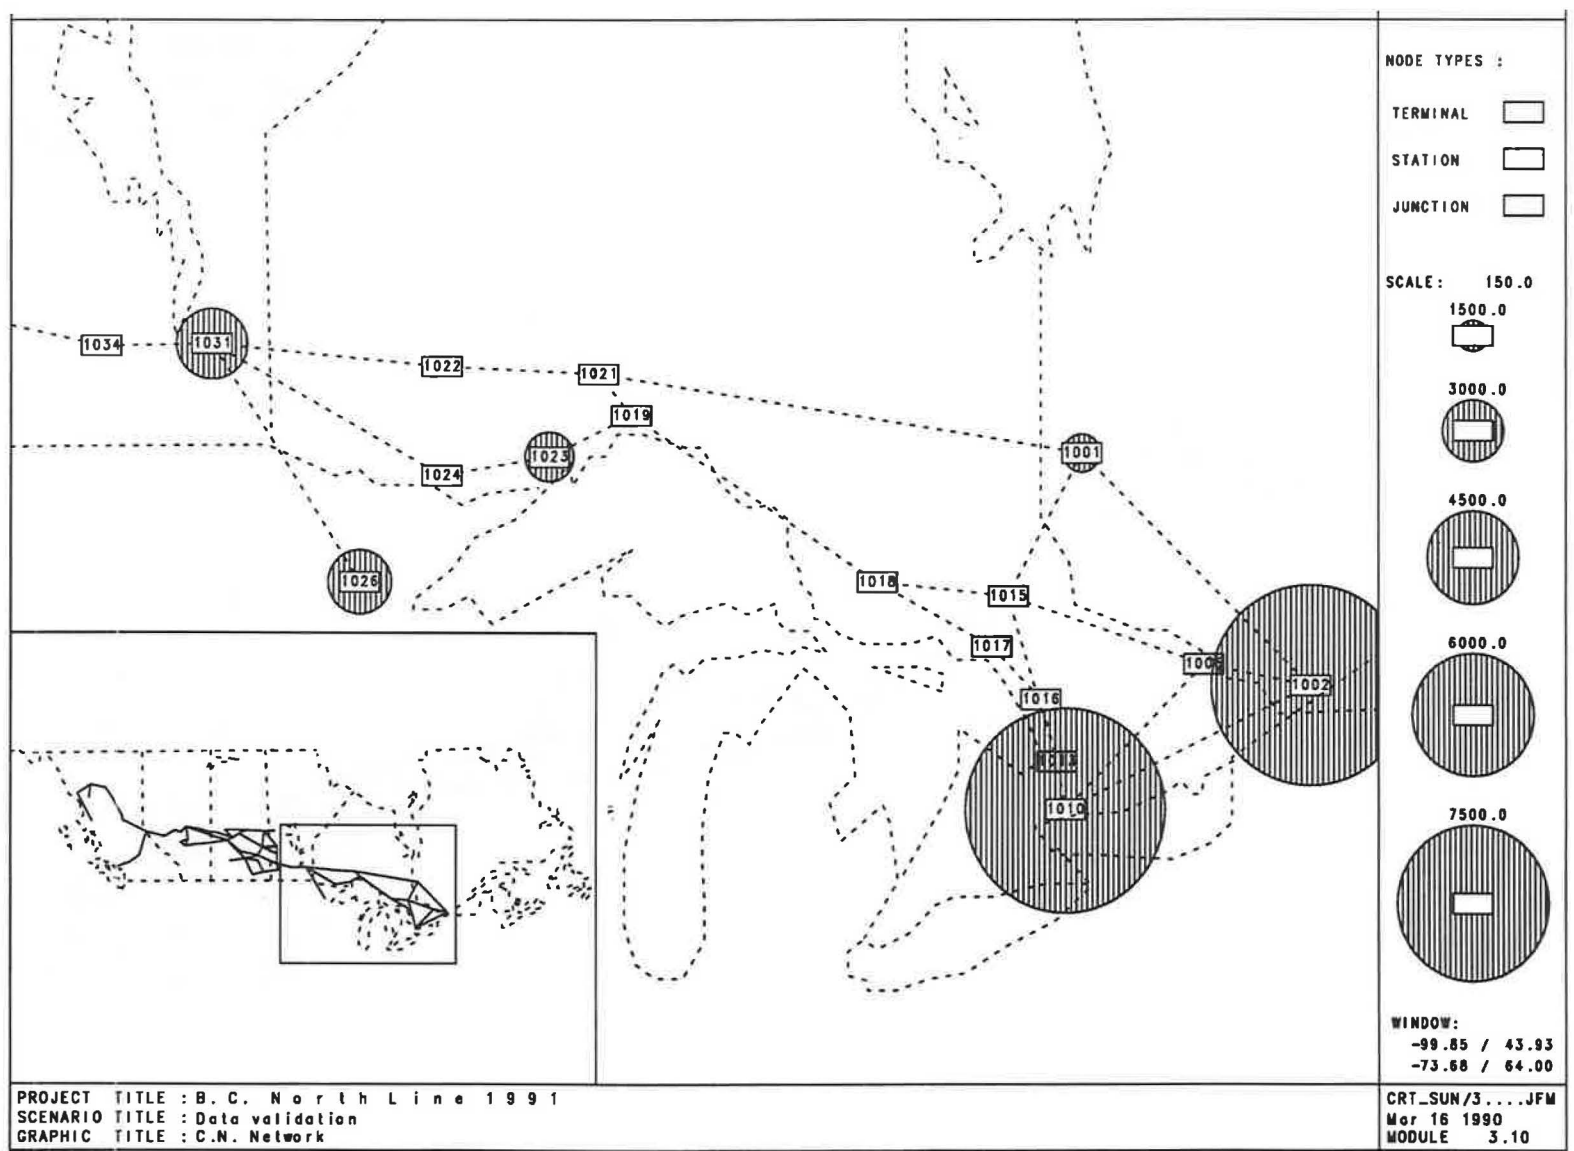 NODE TYPES :
TERMINAL
STATION
JUNCTION
SCALE: 150.0
1500.0
3000.0
4500.0
6000.0
7500.0
WINDOW:
-99.85 / 43.93
-73.68 / 64.00
1034
1031
1022
1021
1019
1023
1024
1001
1026
1018
1015
1017
1002
1016
1013
1010
PROJECT TITLE : B. C. North Line 1991
SCENARIO TITLE : Data validation
GRAPHIC TITLE : C.N. Network
CRT_SUN/3....JFM
Mar 16 1990
MODULE 3.10